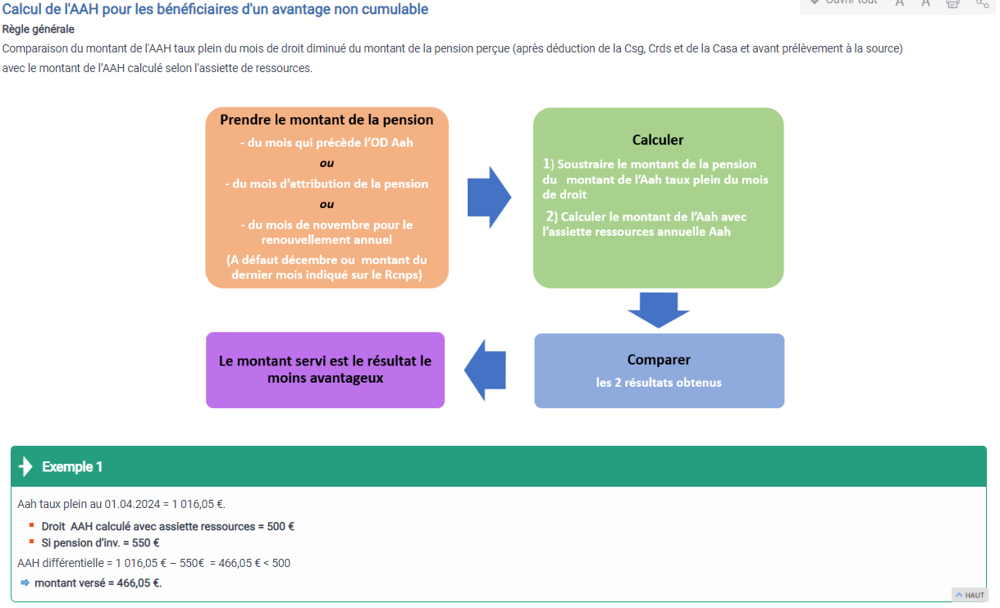 Calcul de l'AAH pour les bénéficiaires d'un avantage non cumulable
Ouvrir tout A A
Règle générale
Comparaison du montant de l'AAH taux plein du mois de droit diminué du montant de la pension perçue (après déduction de la Csg, Crds et de la Casa et avant prélèvement à la source)
avec le montant de l’AAH calculé selon l'assiette de ressources.
Prendre le montant de la pension
- du mois qui précède l’OD Aah
ou
- du mois d’attribution de la pension
ou
- du mois de novembre pour le
renouvellement annuel
(A défaut décembre ou montant du
dernier mois indiqué sur le Rcnps)
Calculer
1) Soustraire le montant de la pension
du montant de l’Aah taux plein du mois
de droit
2) Calculer le montant de l’Aah avec
l’assiette ressources annuelle Aah
Comparer
les 2 résultats obtenus
Le montant servi est le résultat le
moins avantageux
Exemple 1
Aah taux plein au 01.04.2024 = 1 016,05 €.
Droit AAH calculé avec assiette ressources = 500 €
Si pension d’inv. = 550 €
AAH différentielle = 1 016,05 € – 550€ = 466,05 € < 500
montant versé = 466,05 €.
HAUT